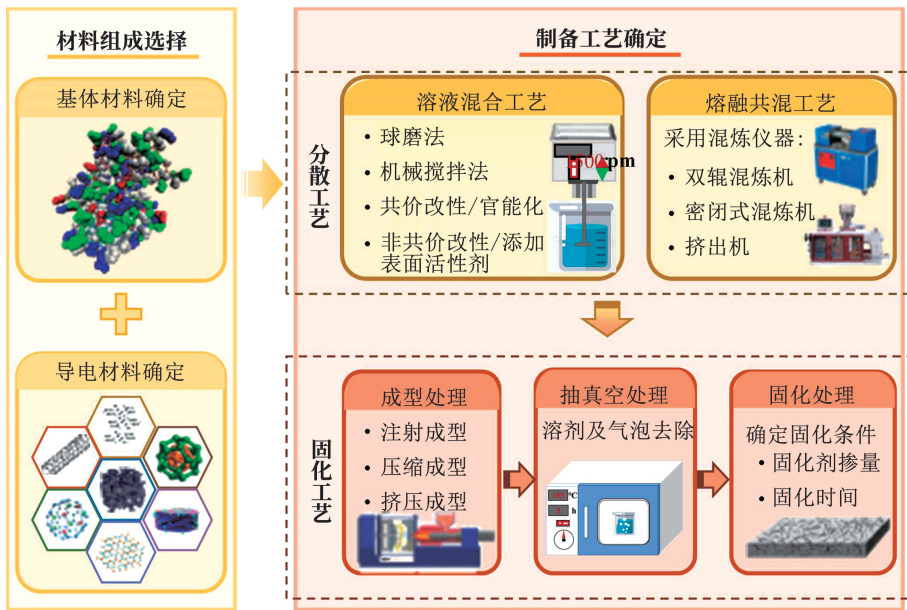 材料组成选择
基体材料确定
导电材料确定
制备工艺确定
分散工艺
溶液混合工艺
• 球磨法
• 机械搅拌法
• 共价改性/官能化
• 非共价改性/添加
表面活性剂
rpm
熔融共混工艺
采用混炼仪器:
• 双辊混炼机
• 密闭式混炼机
• 挤出机
固化工艺
成型处理
• 注射成型
• 压缩成型
• 挤压成型
抽真空处理
溶剂及气泡去除
°C
h
固化处理
确定固化条件
• 固化剂掺量
• 固化时间